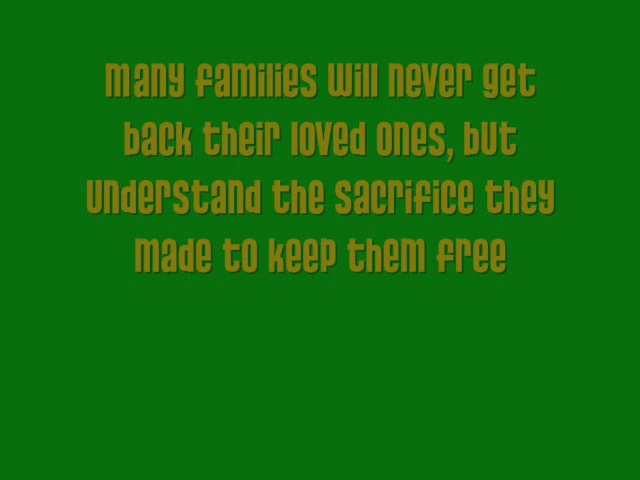 Many families will never get
back their loved ones, but
understand the sacrifice they
made to keep them free